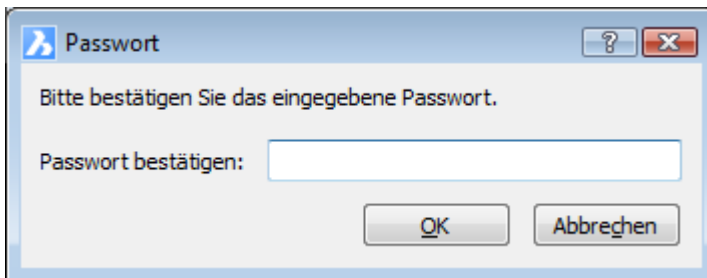 Passwort
Bitte bestätigen Sie das eingegebene Passwort.
Passwort bestätigen:
OK Abbrechen